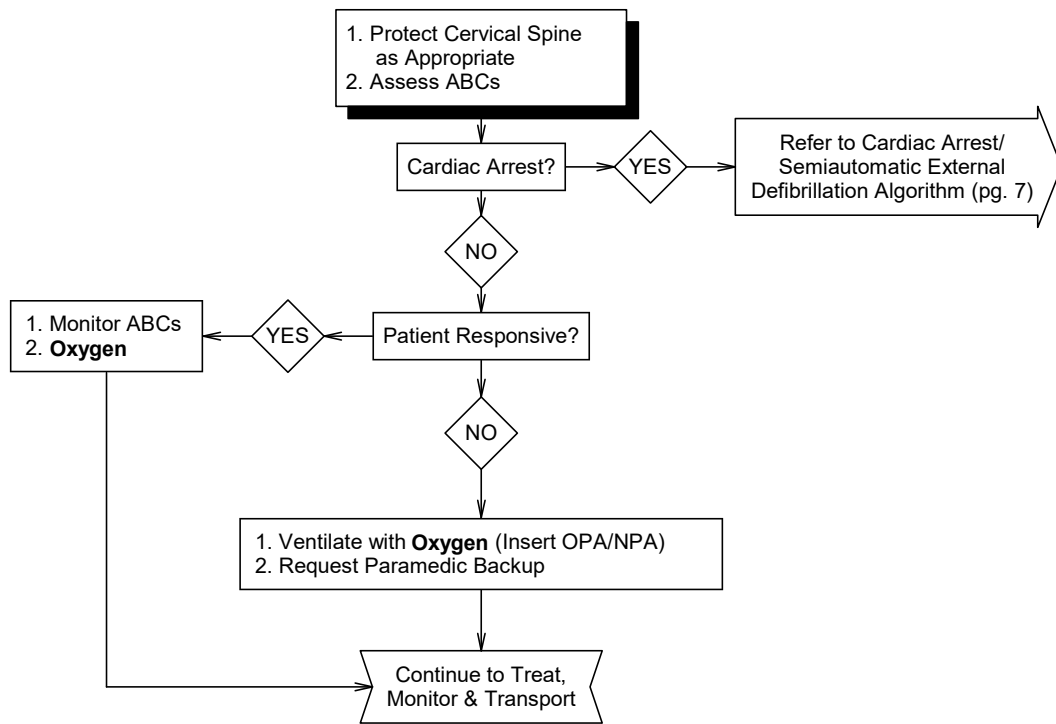 1. Protect Cervical Spine
as Appropriate
2. Assess ABCs
Cardiac Arrest?
YES
Refer to Cardiac Arrest/
Semiautomatic External
Defibrillation Algorithm (pg. 7)
NO
1. Monitor ABCs
2. Oxygen
YES
Patient Responsive?
NO
1. Ventilate with Oxygen (Insert OPA/NPA)
2. Request Paramedic Backup
Continue to Treat,
Monitor & Transport